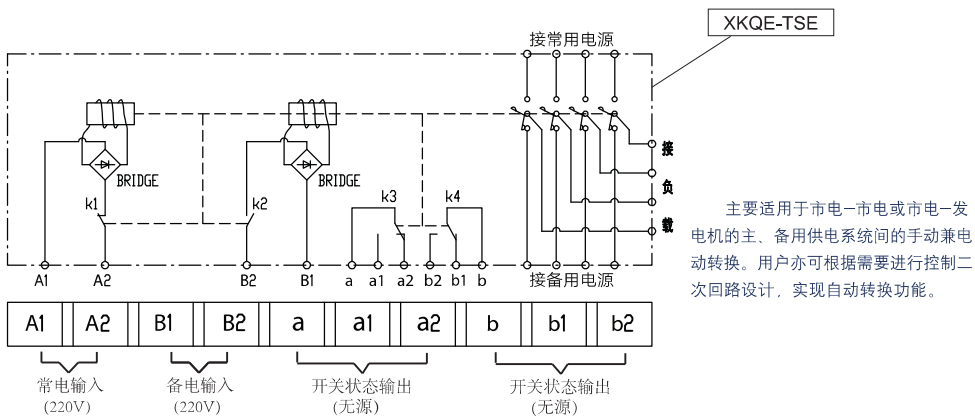 XKQE-TSE
接常用电源
BRIDGE
BRIDGE
k1
k2
k3
k4
接
负
载
A1 A2 B2 B1 a a1 a2 b2 b1 b
接备用电源
主要适用于市电—市电或市电—发
电机的主、备用供电系统间的手动兼电
动转换。用户亦可根据需要进行控制二
次回路设计，实现自动转换功能。
A1 A2 B1 B2 a a1 a2 b b1 b2
常电输入 备电输入 开关状态输出 开关状态输出
(220V) (220V) (无源) (无源)